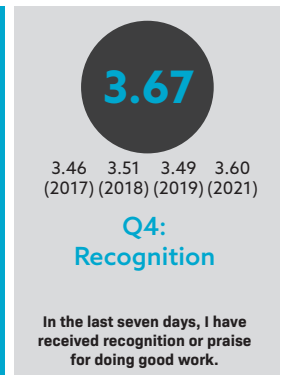 3.67
3.46 3.51 3.49 3.60
(2017) (2018) (2019) (2021)
Q4:
Recognition
In the last seven days, I have
received recognition or praise
for doing good work.